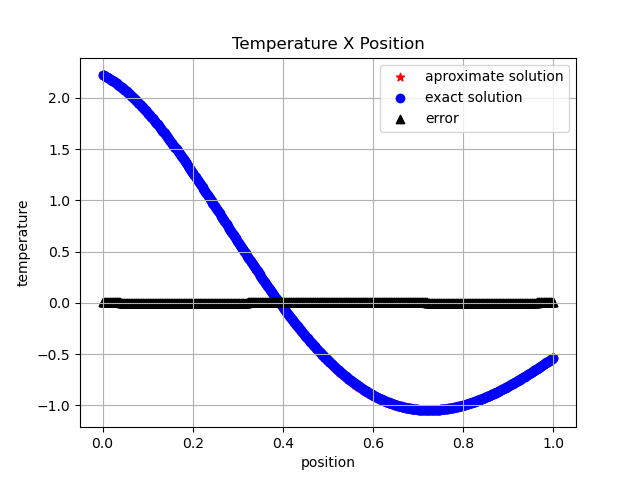 Temperature X Position
aproximate solution
exact solution
error
temperature
2.0
1.5
1.0
0.5
0.0
−0.5
−1.0
0.0 0.2 0.4 0.6 0.8 1.0
position